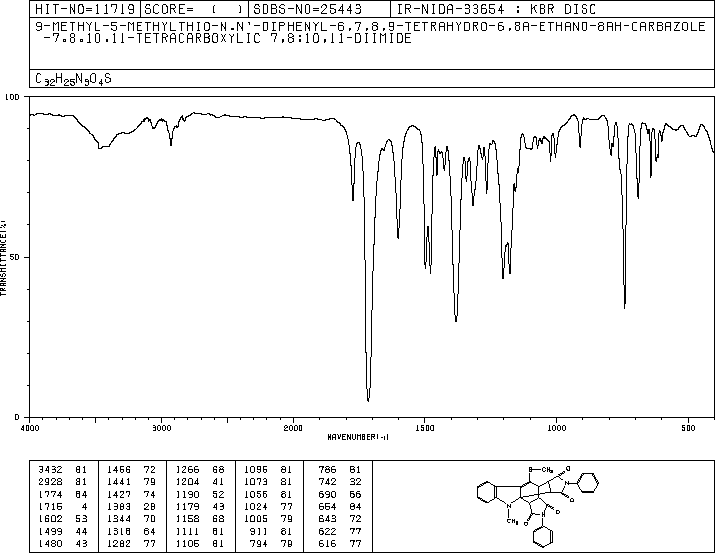 HIT-NO=11719 SCORE= ( ) SDBS-NO=25443 IR-NIDA-33654 : KBR DISC
9-METHYL-5-METHYLTHIO-N,N'-DIPHENYL-6,7,8,9-TETRAHYDRO-6,8A-ETHANO-8AH-CARBAZOLE
-7,8,10,11-TETRACARBOXYLIC 7,8:10,11-DIIMIDE
C32H25N3O4S
100
50
0
TRANSMITTANCE(%)
4000 3000 2000 1500 1000 500
WAVENUMBER(-1)
3432 81 1456 72 1266 68 1096 81 786 81
2928 81 1441 79 1204 41 1073 81 742 32
1774 64 1427 74 1190 52 1056 81 690 66
1715 4 1383 28 1179 43 1024 77 664 84
1602 53 1344 70 1158 68 1005 79 643 72
1499 44 1318 64 1111 81 911 81 622 77
1480 43 1282 77 1105 81 794 79 616 77
S CH3
O
N
O
N
CH3
O
O
N